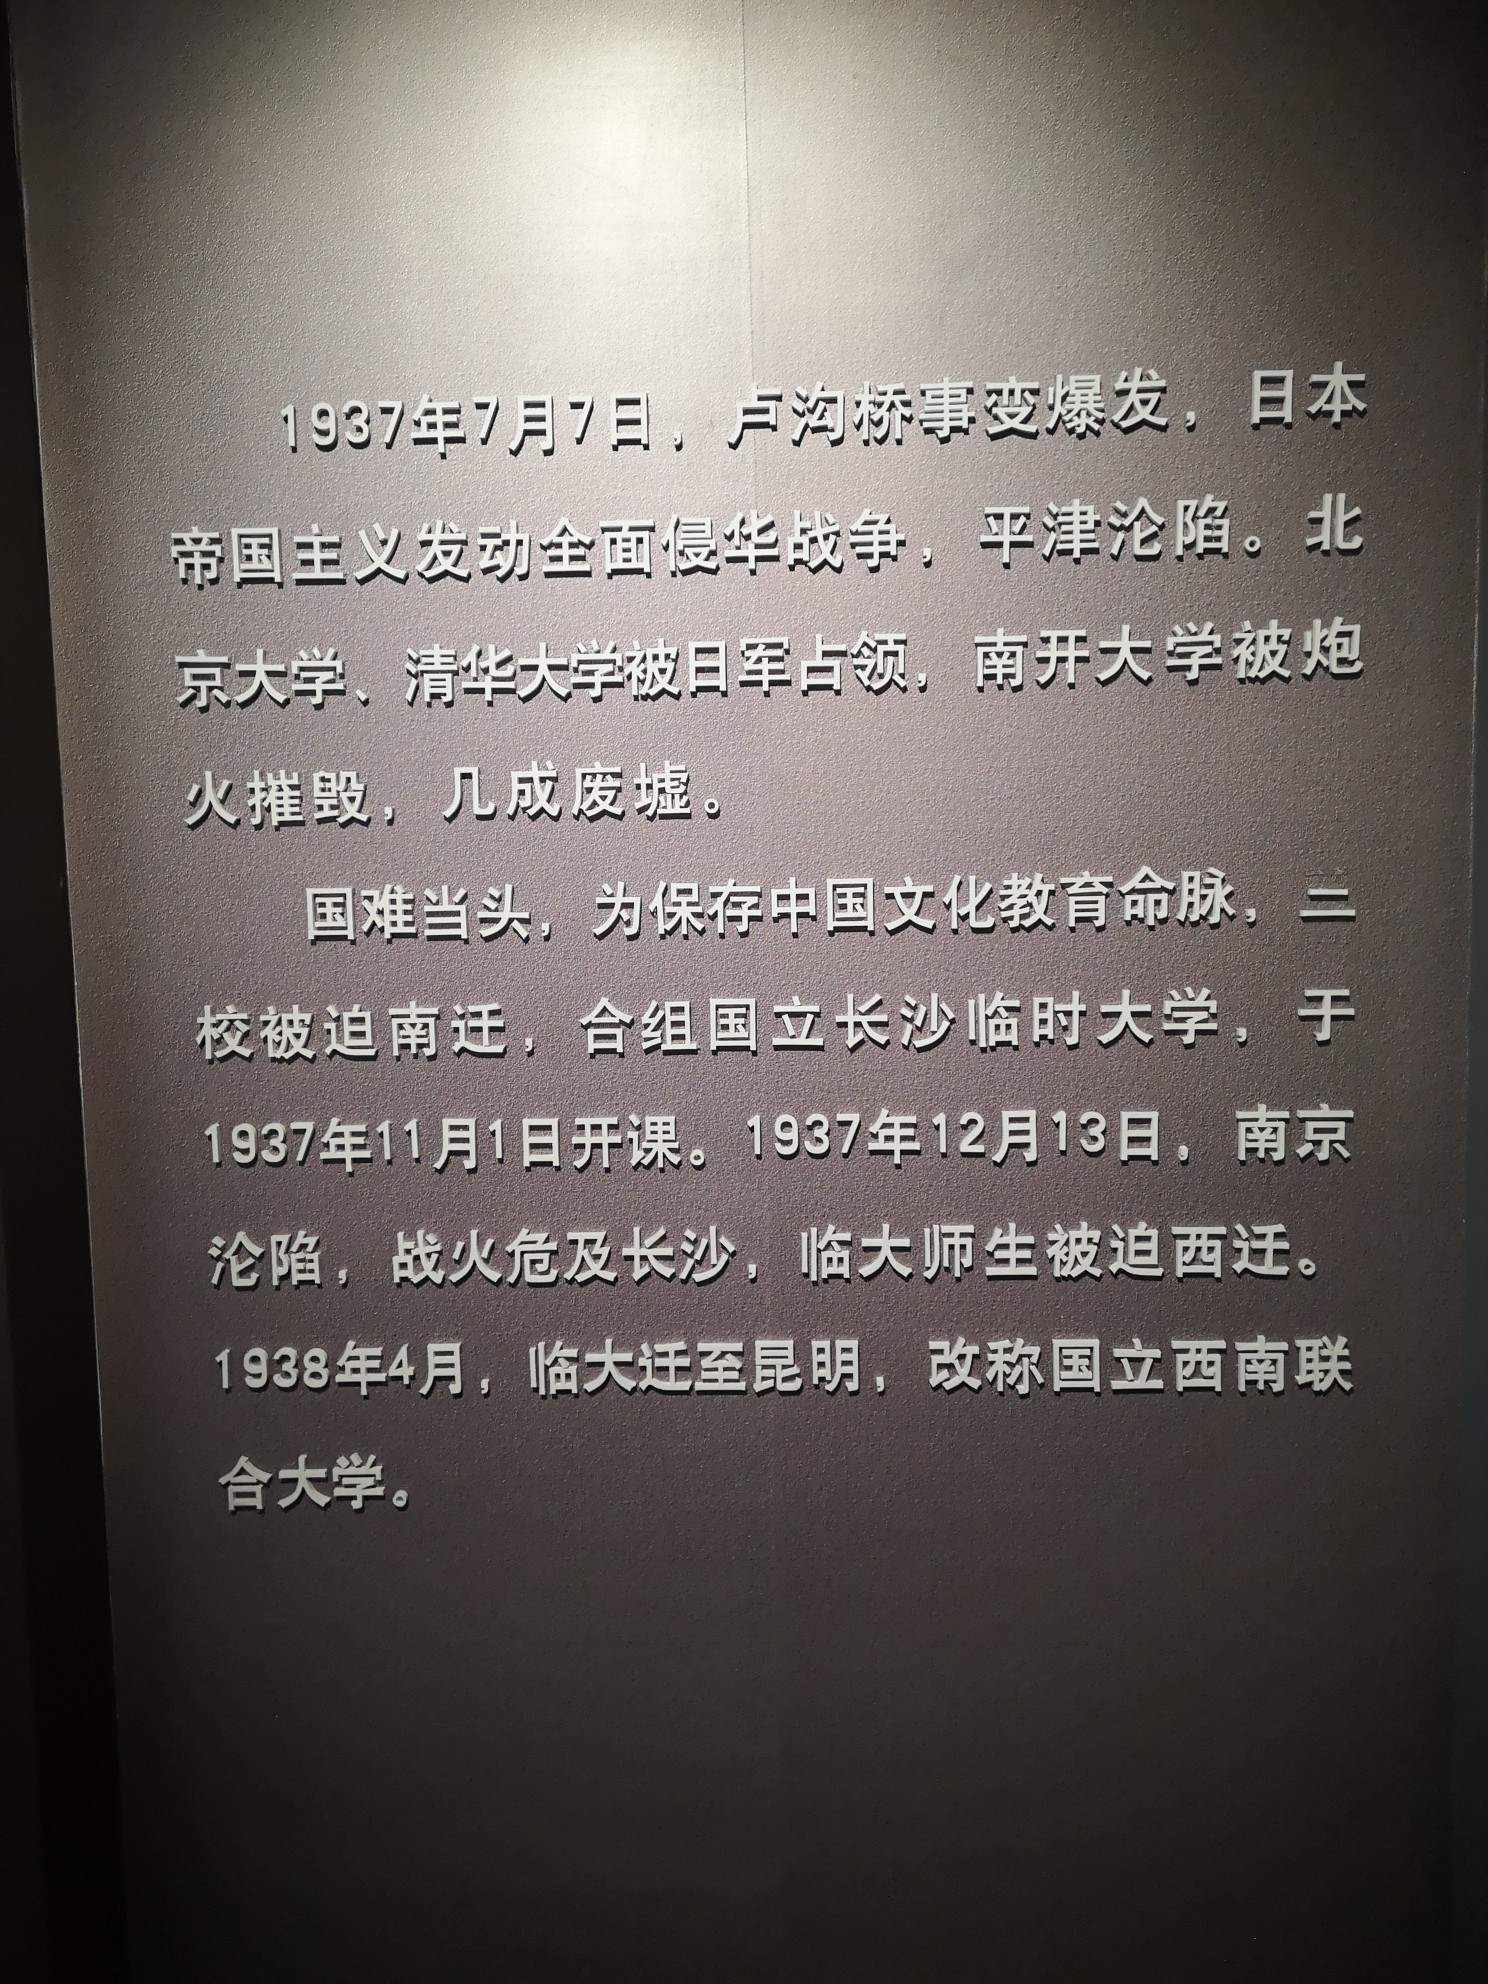 1937年7月7日，卢沟桥事变爆发，日本
帝国主义发动全面侵华战争，平津沦陷。北
京大学、清华大学被日军占领，南开大学被炮
火摧毁，几成废墟。
国难当头，为保存中国文化教育命脉，二
校被迫南迁，合组国立长沙临时大学，于
1937年11月1日开课。1937年12月13日，南京
沦陷，战火危及长沙，临大师生被迫西迁。
1938年4月，临大迁至昆明，改称国立西南联
合大学。